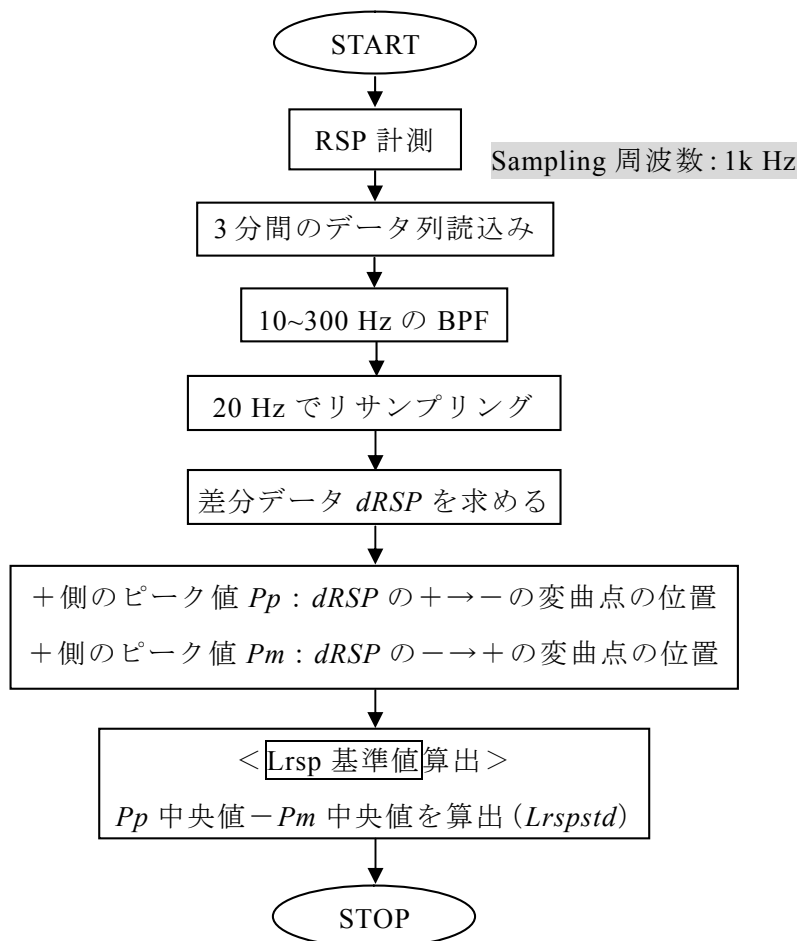 START
RSP 計測
Sampling 周波数:1k Hz
3分間のデータ列読込み
10~300 Hz の BPF
20 Hz でリサンプリング
差分データ dRSP を求める
+側のピーク値 Pp:dRSP の+→-の変曲点の位置
+側のピーク値 Pm:dRSP の-→+の変曲点の位置
<Lrsp 基準値算出>
Pp 中央値-Pm 中央値を算出(Lrspstd)
STOP